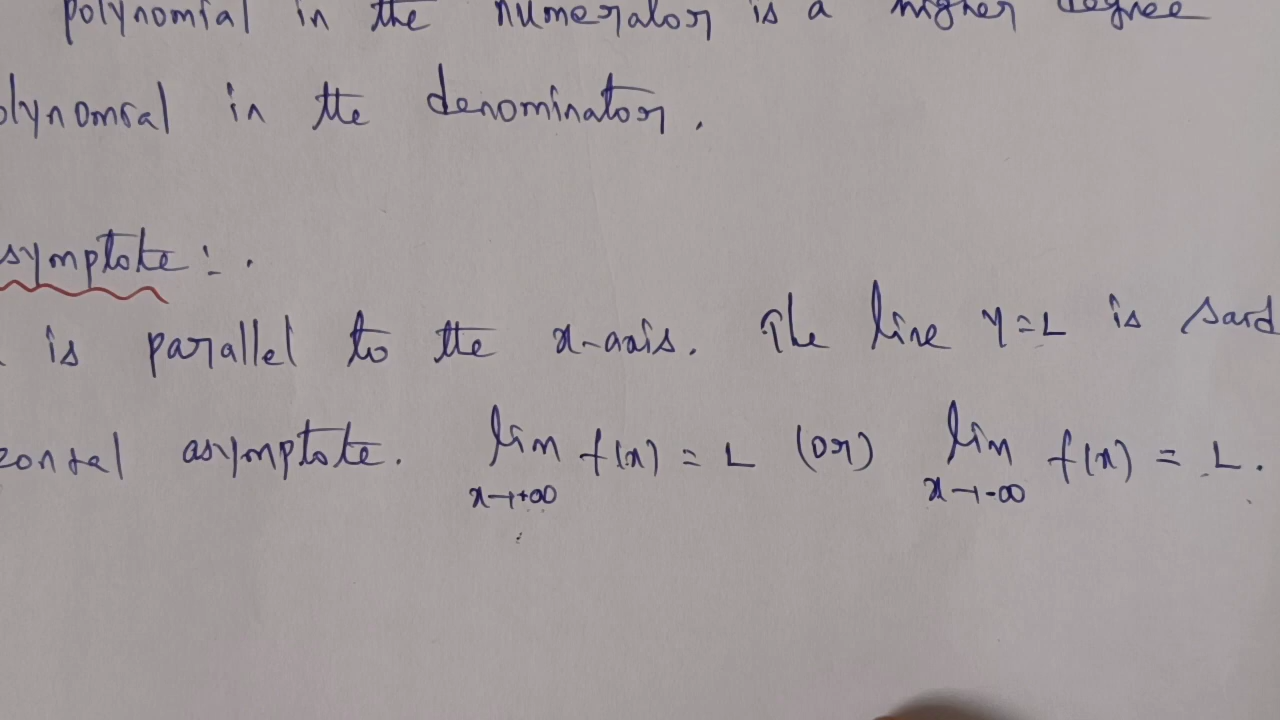 polynomial in the numerator is a higher degree
olynomial in the denominator.
symptote :-
is parallel to the x-axis. The line y=L is said
zontal asymptote. lim x→+∞ f(x) = L (or) lim x→-∞ f(x) = L.